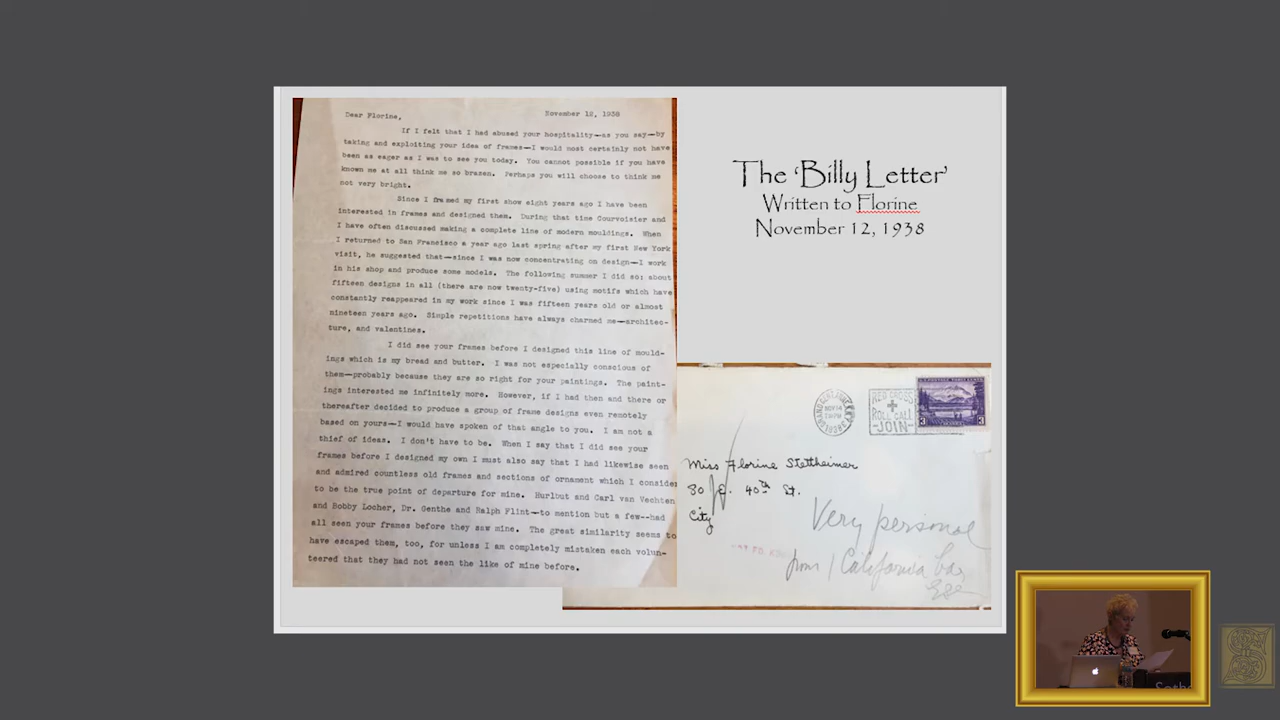 Dear Florine, November 12, 1938
If I felt that I had abused your hospitality—as you say—by
taking and exploiting your idea of frames—I would most certainly not have
been as eager as I was to see you today. You cannot possible if you have
known me at all think me so brazen. Perhaps you will choose to think me
not very bright.
Since I framed my first show eight years ago I have been
interested in frames and designed them. During that time Courvoisier and
I have often discussed making a complete line of modern mouldings. When
I returned to San Francisco a year ago last spring after my first New York
visit, he suggested that—since I was now concentrating on design—I work
in his shop and produce some models. The following summer I did so: about
fifteen designs in all (there are now twenty-five) using motifs which have
constantly reappeared in my work since I was fifteen years old or almost
nineteen years ago. Simple repetitions have always charmed me—architec-
ture, and valentines.
I did see your frames before I designed this line of mould-
ings which is my bread and butter. I was not especially conscious of
them—probably because they are so right for your paintings. The paint-
ings interested me infinitely more. However, if I had then and there or
thereafter decided to produce a group of frame designs even remotely
based on yours—I would have spoken of that angle to you. I am not a
thief of ideas. I don't have to be. When I say that I did see your
frames before I designed my own I must also say that I had likewise seen
and admired countless old frames and sections of ornament which I consider
to be the true point of departure for mine. Hurlbut and Carl van Vechten
and Bobby Locher, Dr. Genthe and Ralph Flint—to mention but a few--had
all seen your frames before they saw mine. The great similarity seems to
have escaped them, too, for unless I am completely mistaken each volun-
teered that they had not seen the like of mine before.
The 'Billy Letter'
Written to Florine
November 12, 1938
RED CROSS
ROLL CALL
JOIN
3
Miss Florine Stettheimer
80 40th St.
City
Very personal
from California
S